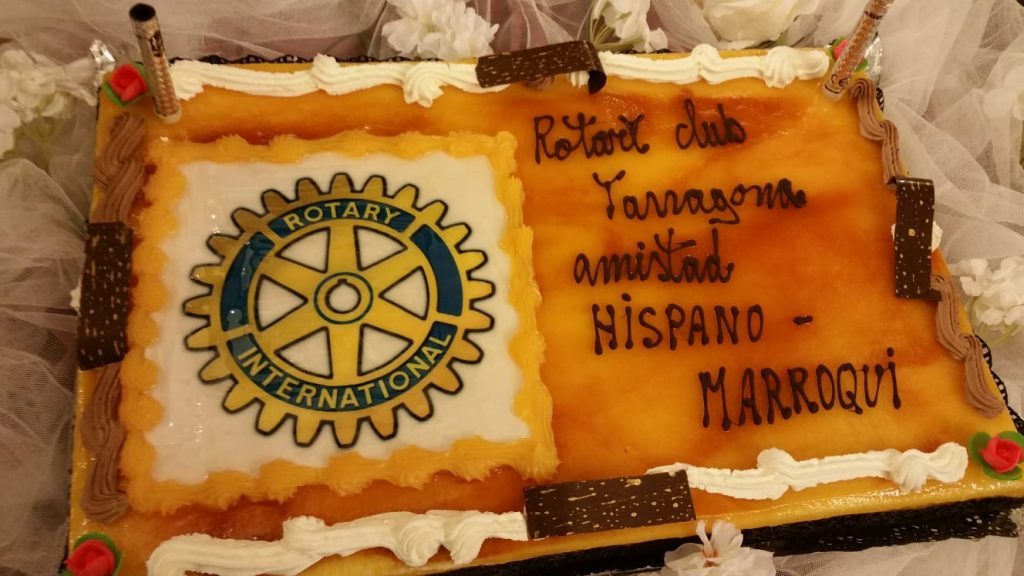 ROTARY
INTERNATIONAL
Rotary club
Tarragona
amistad
HISPANO -
MARROQUI